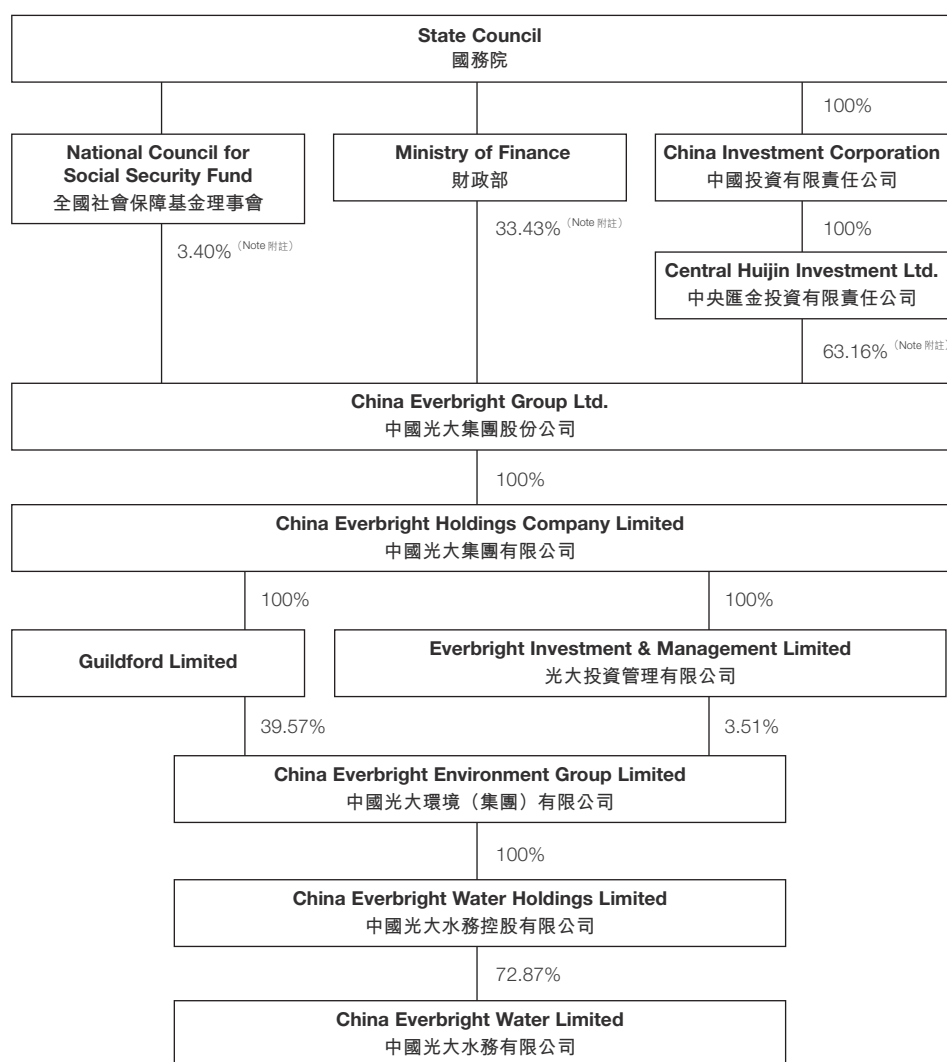 State Council
國務院
100%
National Council for
Social Security Fund
全國社會保障基金理事會
Ministry of Finance
財政部
China Investment Corporation
中國投資有限責任公司
3.40% (Note 附註)
33.43% (Note 附註)
100%
Central Huijin Investment Ltd.
中央匯金投資有限責任公司
63.16% (Note 附註)
China Everbright Group Ltd.
中國光大集團股份公司
100%
China Everbright Holdings Company Limited
中國光大集團有限公司
100%
100%
Guildford Limited
Everbright Investment & Management Limited
光大投資管理有限公司
39.57%
3.51%
China Everbright Environment Group Limited
中國光大環境（集團）有限公司
100%
China Everbright Water Holdings Limited
中國光大水務控股有限公司
72.87%
China Everbright Water Limited
中國光大水務有限公司